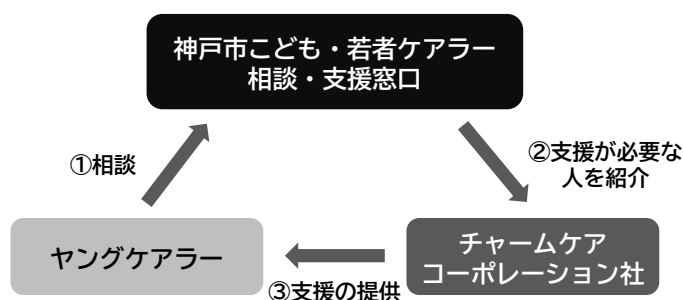 神戸市こども・若者ケアラー
相談・支援窓口
①相談
②支援が必要な
人を紹介
ヤングケアラー
チャームケア
コーポレーション社
③支援の提供